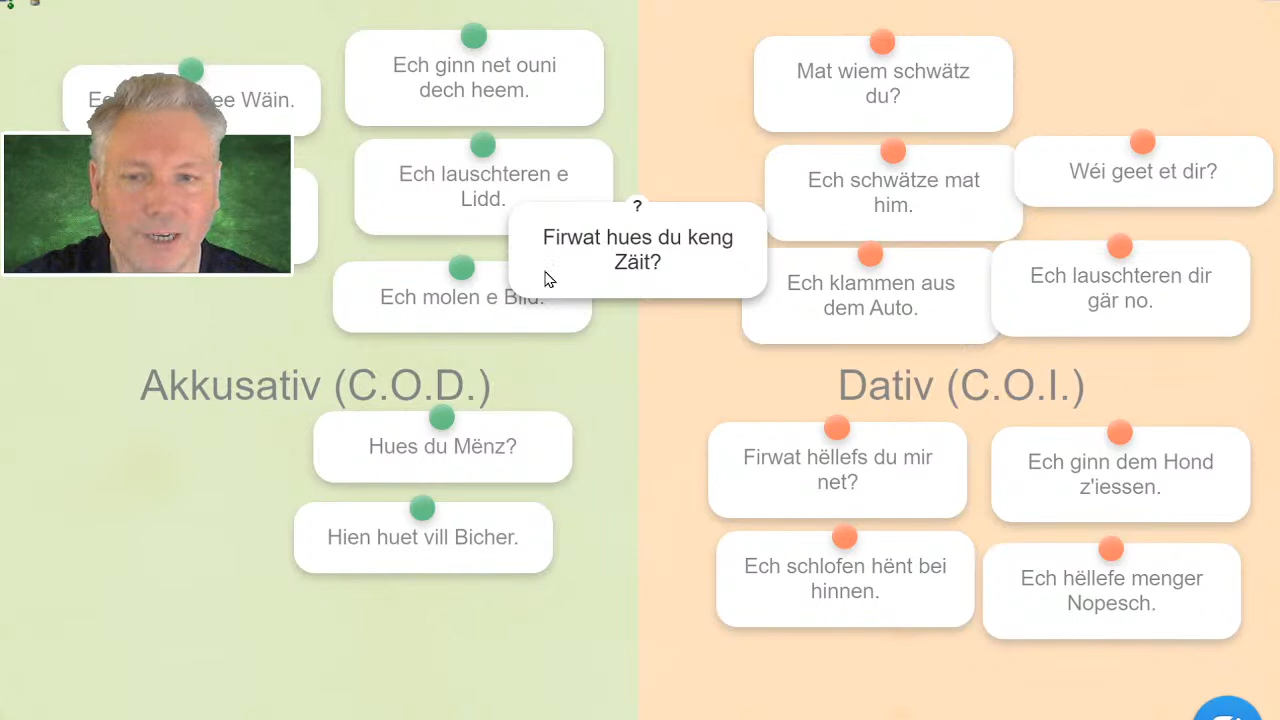 Ech ginn net ouni
dech heem.
ee Wäin.
Ech lauschteren e
Lidd.
Ech molen e Bild.
Akkusativ (C.O.D.)
Hues du Mënz?
Hien huet vill Bicher.
?
Firwat hues du keng
Zäit?
Mat wiem schwätz
du?
Ech schwätze mat
him.
Wéi geet et dir?
Ech klammen aus
dem Auto.
Ech lauschteren dir
gär no.
Dativ (C.O.I.)
Firwat hëllefs du mir
net?
Ech ginn dem Hond
z'iessen.
Ech schlofen hënt bei
hinnen.
Ech hëllefe menger
Nopesch.